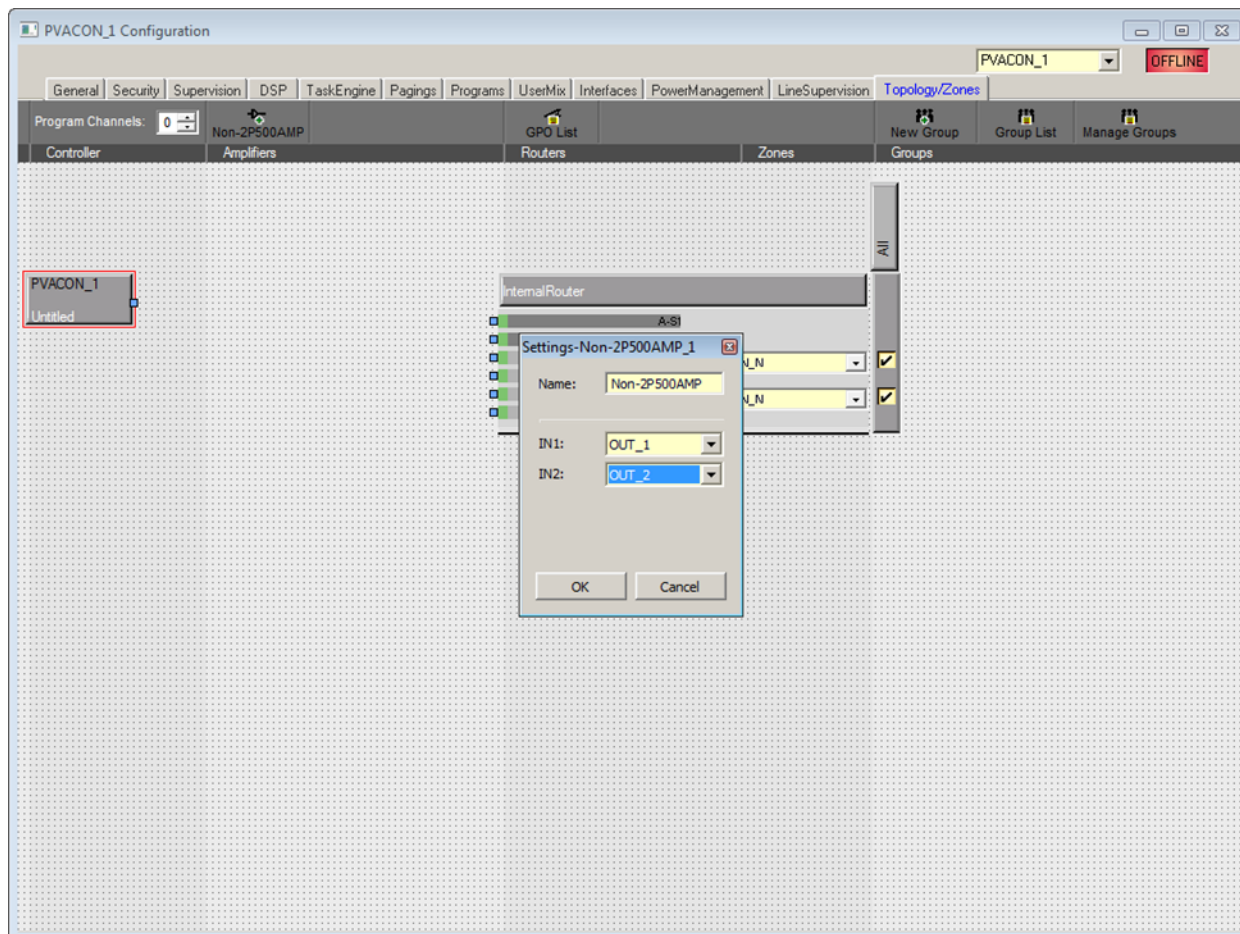 PVACON_1 Configuration
PVACON_1 OFFLINE
General Security Supervision DSP TaskEngine Pagings Programs UserMix Interfaces PowerManagement LineSupervision Topology/Zones
Program Channels: 0 Non-2P500AMP GPO List New Group Group List Manage Groups
Controller Amplifiers Routers Zones Groups
All
PVACON_1
Untitled
InternalRouter
A-S1
Settings-Non-2P500AMP_1
Name: Non-2P500AMP
IN1: OUT_1
IN2: OUT_2
OK Cancel